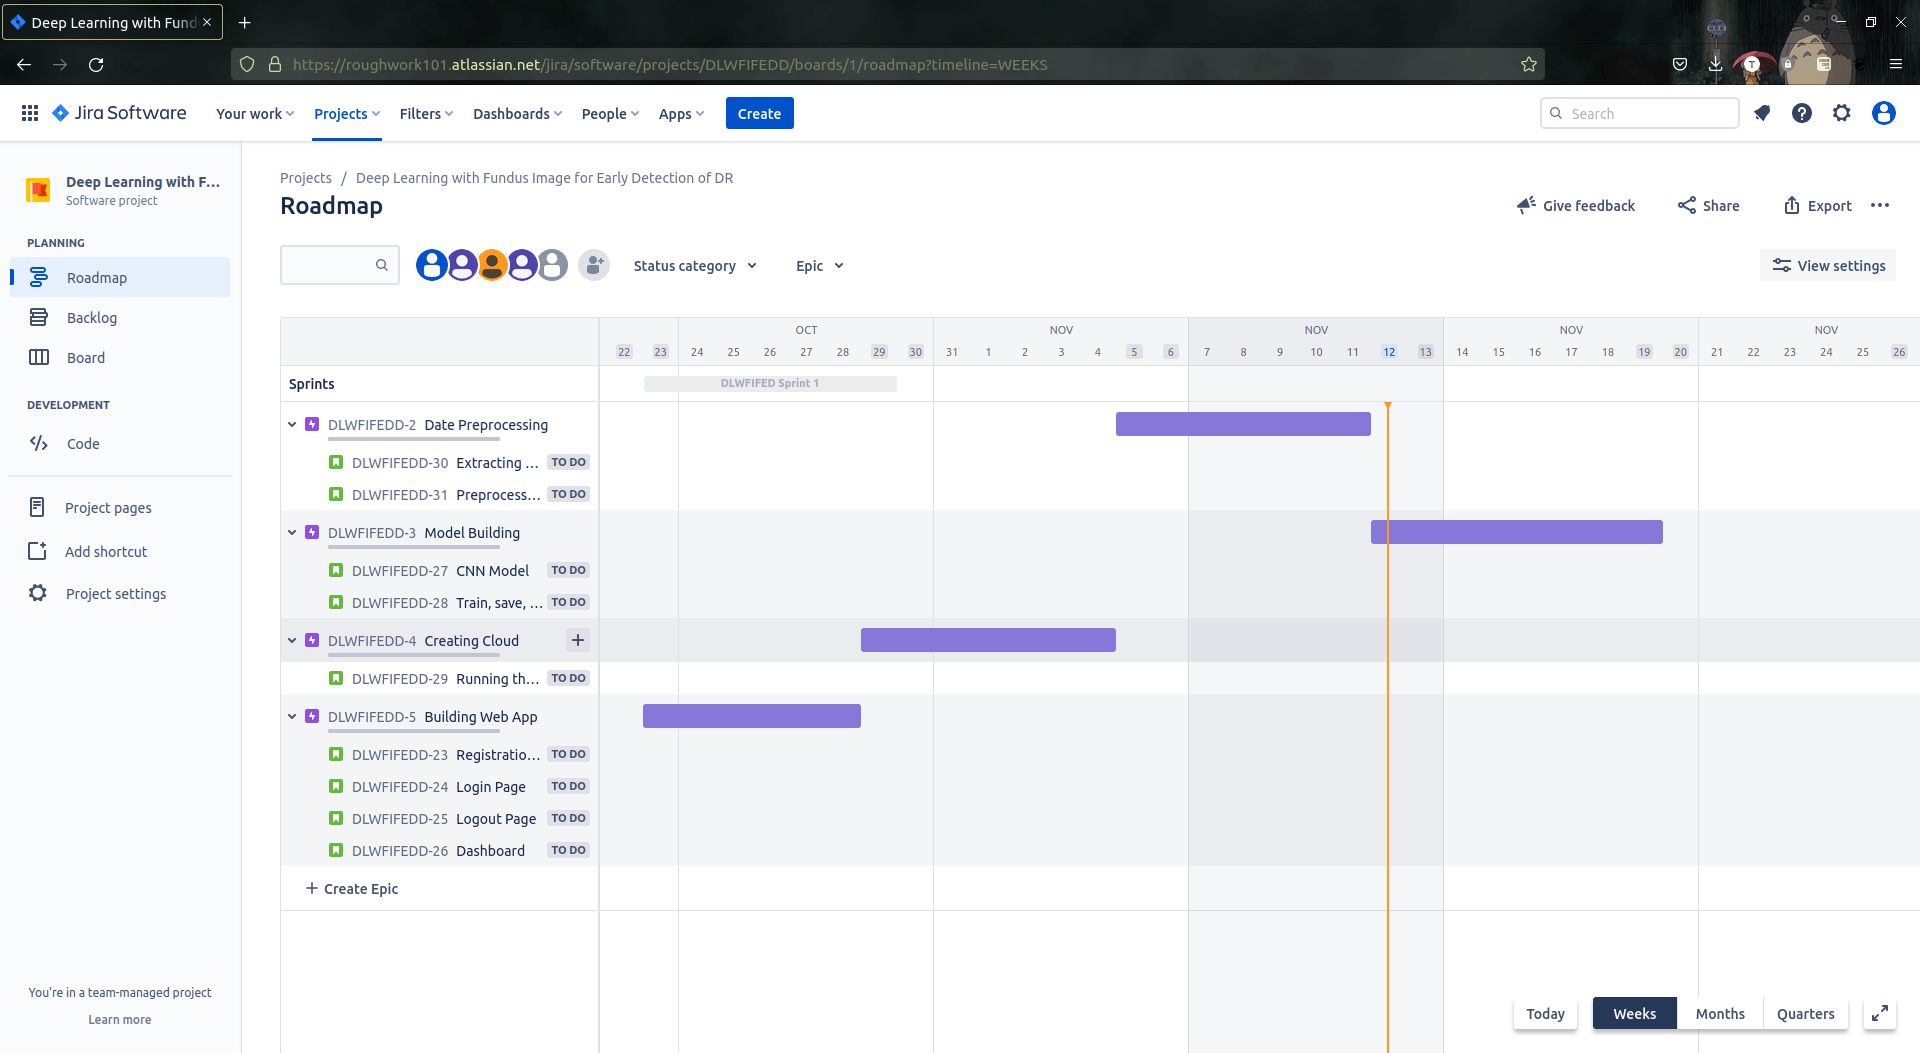 Deep Learning with Fund
https://roughwork101.atlassian.net/jira/software/projects/DLWFIFEDD/boards/1/roadmap?timeline=WEEKS
T
Jira Software
Your work
Projects
Filters
Dashboards
People
Apps
Create
Search
Deep Learning with F...
Software project
PLANNING
Roadmap
Backlog
Board
DEVELOPMENT
Code
Project pages
Add shortcut
Project settings
You're in a team-managed project
Learn more
Projects / Deep Learning with Fundus Image for Early Detection of DR
Roadmap
Give feedback
Share
Export
Status category
Epic
View settings
OCT NOV NOV NOV NOV
22 23 24 25 26 27 28 29 30 31 1 2 3 4 5 6 7 8 9 10 11 12 13 14 15 16 17 18 19 20 21 22 23 24 25 26
Sprints
DLWFIFED Sprint 1
DLWFIFEDD-2 Date Preprocessing
DLWFIFEDD-30 Extracting ... TO DO
DLWFIFEDD-31 Preprocess... TO DO
DLWFIFEDD-3 Model Building
DLWFIFEDD-27 CNN Model TO DO
DLWFIFEDD-28 Train, save, ... TO DO
DLWFIFEDD-4 Creating Cloud
DLWFIFEDD-29 Running th... TO DO
DLWFIFEDD-5 Building Web App
DLWFIFEDD-23 Registratio... TO DO
DLWFIFEDD-24 Login Page TO DO
DLWFIFEDD-25 Logout Page TO DO
DLWFIFEDD-26 Dashboard TO DO
+ Create Epic
Today
Weeks
Months
Quarters